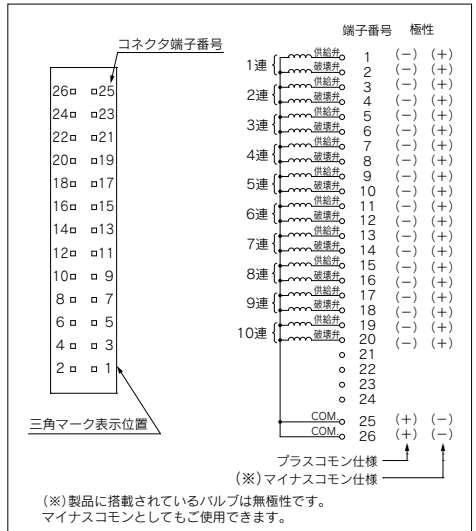 コネクタ端子番号
26 25
24 23
22 21
20 19
18 17
16 15
14 13
12 11
10 9
8 7
6 5
4 3
2 1
三角マーク表示位置
端子番号 極性
1連 供給弁 1 (−) (+)
破壊弁 2 (−) (+)
2連 供給弁 3 (−) (+)
破壊弁 4 (−) (+)
3連 供給弁 5 (−) (+)
破壊弁 6 (−) (+)
4連 供給弁 7 (−) (+)
破壊弁 8 (−) (+)
5連 供給弁 9 (−) (+)
破壊弁 10 (−) (+)
6連 供給弁 11 (−) (+)
破壊弁 12 (−) (+)
7連 供給弁 13 (−) (+)
破壊弁 14 (−) (+)
8連 供給弁 15 (−) (+)
破壊弁 16 (−) (+)
9連 供給弁 17 (−) (+)
破壊弁 18 (−) (+)
10連 供給弁 19 (−) (+)
破壊弁 20 (−) (+)
21
22
23
24
COM. 25 (+) (−)
COM. 26 (+) (−)
プラスコモン仕様
(※)マイナスコモン仕様
(※)製品に搭載されているバルブは無極性です。
マイナスコモンとしてもご使用できます。